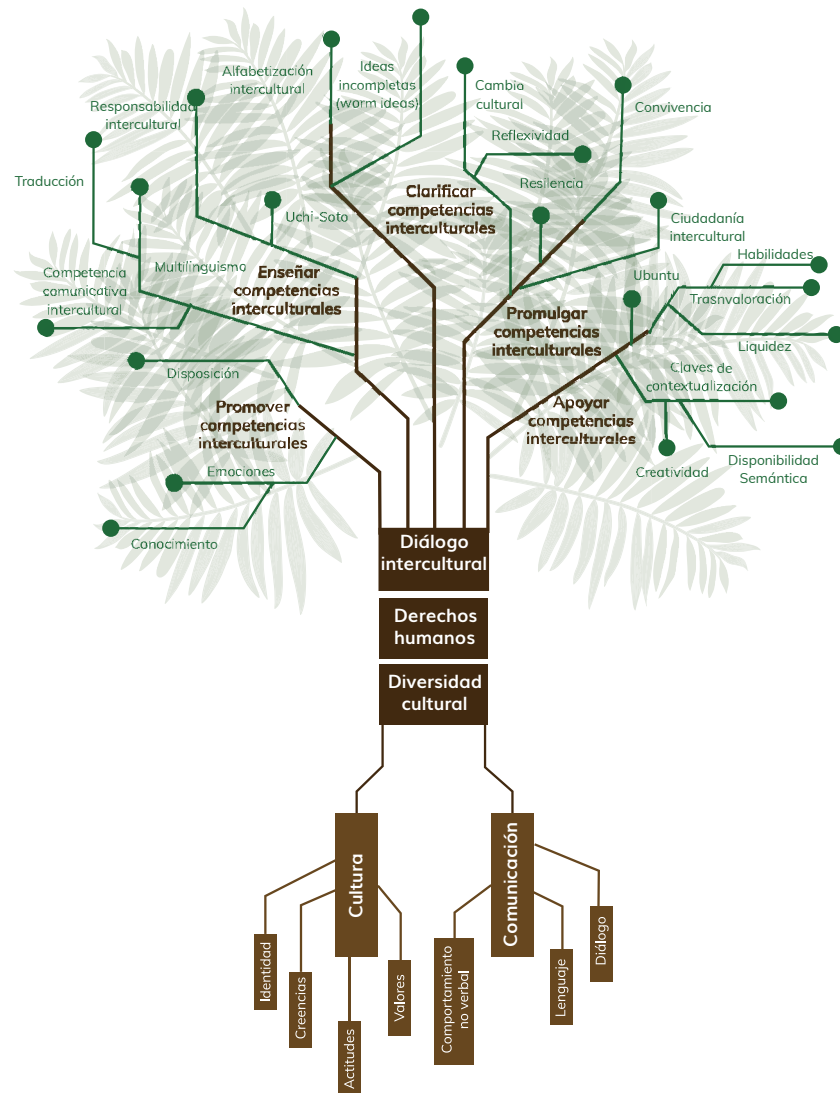 Ideas
incompletas
(worm ideas)
Alfabetización
intercultural
Cambia
cultural
Convivencia
Responsabilidad
intercultural
Reflexividad
Traducción
Resilencia
Clarificar
competencias
interculturales
Uchi-Soto
Ciudadanía
intercultural
Multilinguismo
Enseñar
competencias
interculturales
Competencia
comunicativa
intercultural
Ubuntu
Habilidades
Trasnvaloración
Promulgar
competencias
interculturales
Liquidez
Disposición
Claves de
contextualización
Promover
competencias
interculturales
Apoyar
competencias
interculturales
Emociones
Creatividad
Disponibilidad
Semántica
Conocimiento
Diálogo
intercultural
Derechos
humanos
Diversidad
cultural
Cultura
Comunicación
Identidad
Creencias
Actitudes
Valores
Comportamiento
no verbal
Lenguaje
Diálogo